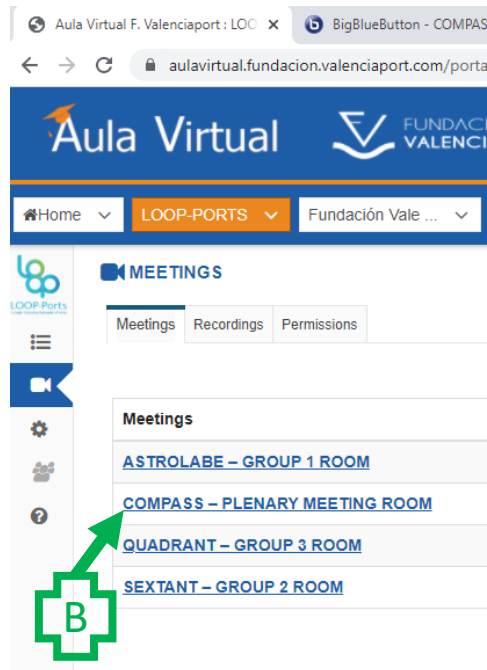 Aula Virtual F. Valenciaport : LOO
BigBlueButton - COMPAS
aulavirtual.fundacion.valenciaport.com/porta
Aula Virtual
FUNDAC
VALENCI
Home
LOOP-PORTS
Fundación Vale ...
LOOP-Ports
MEETINGS
Meetings Recordings Permissions
Meetings
ASTROLABE – GROUP 1 ROOM
COMPASS – PLENARY MEETING ROOM
QUADRANT – GROUP 3 ROOM
SEXTANT – GROUP 2 ROOM
B